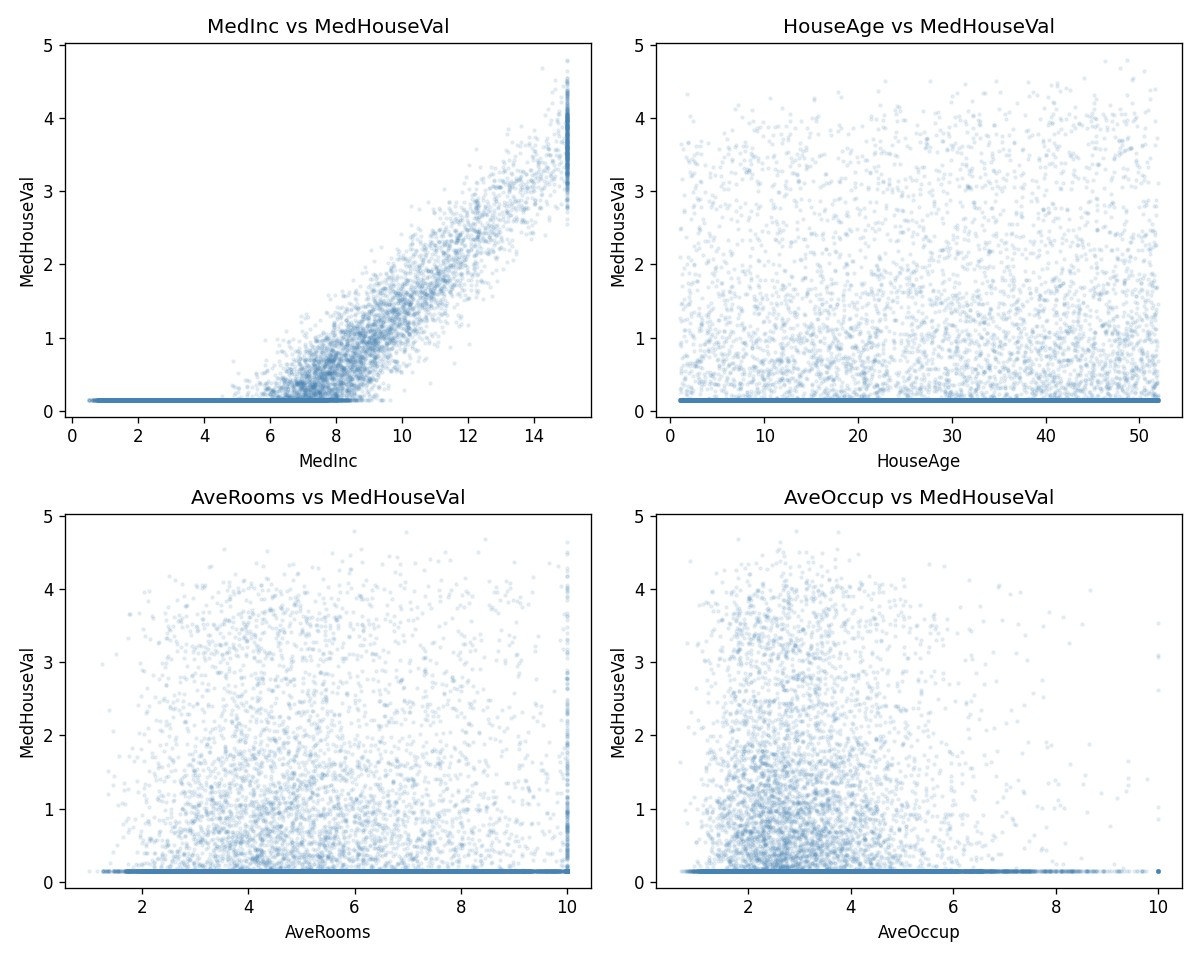 MedInc vs MedHouseVal
MedHouseVal
5
4
3
2
1
0
0 2 4 6 8 10 12 14
MedInc
HouseAge vs MedHouseVal
MedHouseVal
5
4
3
2
1
0
0 10 20 30 40 50
HouseAge
AveRooms vs MedHouseVal
MedHouseVal
5
4
3
2
1
0
2 4 6 8 10
AveRooms
AveOccup vs MedHouseVal
MedHouseVal
5
4
3
2
1
0
2 4 6 8 10
AveOccup